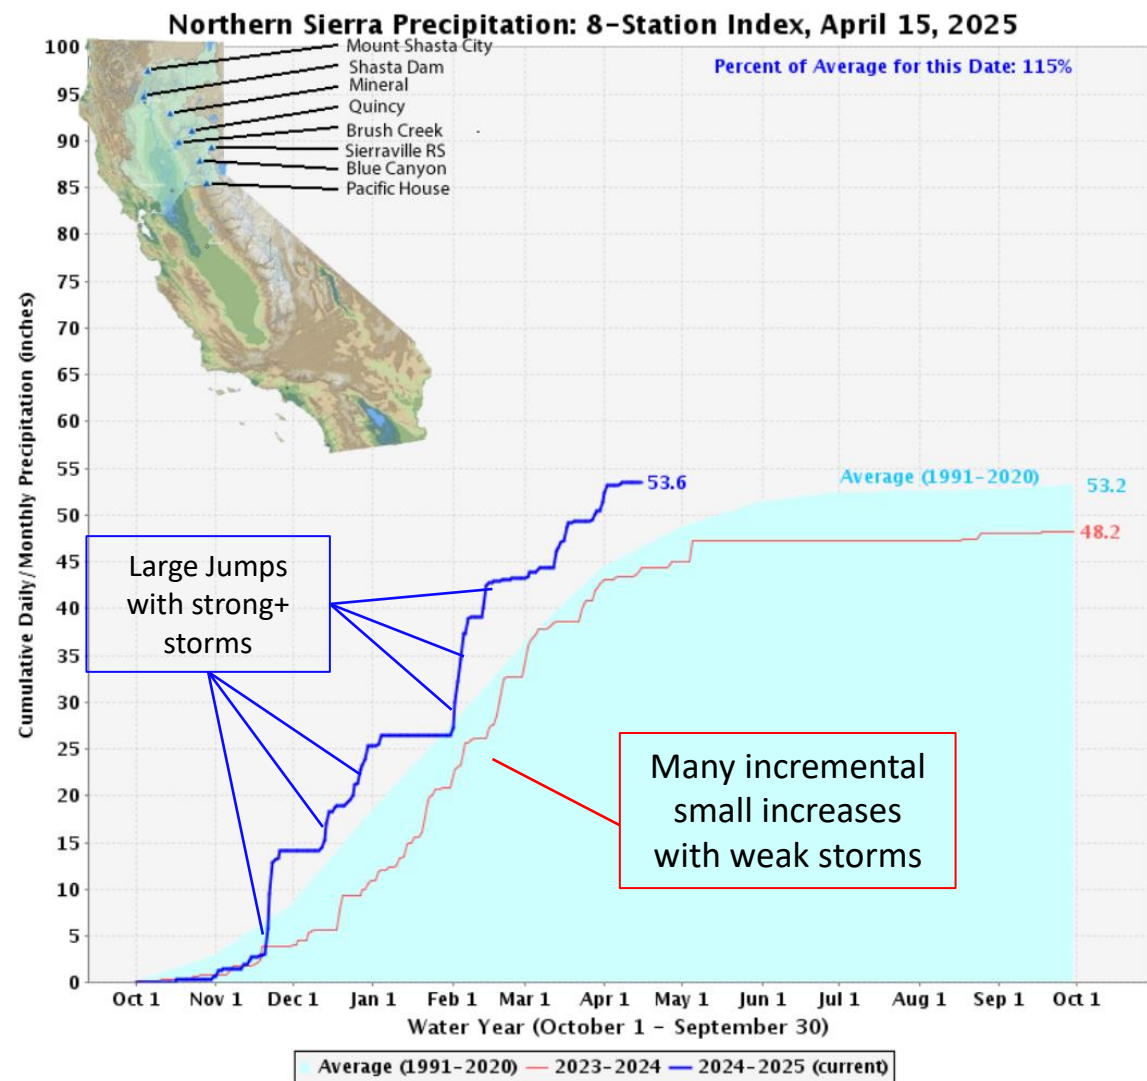 Northern Sierra Precipitation: 8-Station Index, April 15, 2025
Percent of Average for this Date: 115%
Mount Shasta City
Shasta Dam
Mineral
Quincy
Brush Creek
Sierraville RS
Blue Canyon
Pacific House
Cumulative Daily/Monthly Precipitation (inches)
100
95
90
85
80
75
70
65
60
55
50
45
40
35
30
25
20
15
10
5
0
53.6
Average (1991-2020)
53.2
48.2
Large Jumps
with strong+
storms
Many incremental
small increases
with weak storms
Oct 1 Nov 1 Dec 1 Jan 1 Feb 1 Mar 1 Apr 1 May 1 Jun 1 Jul 1 Aug 1 Sep 1 Oct 1
Water Year (October 1 - September 30)
Average (1991-2020) 2023-2024 2024-2025 (current)